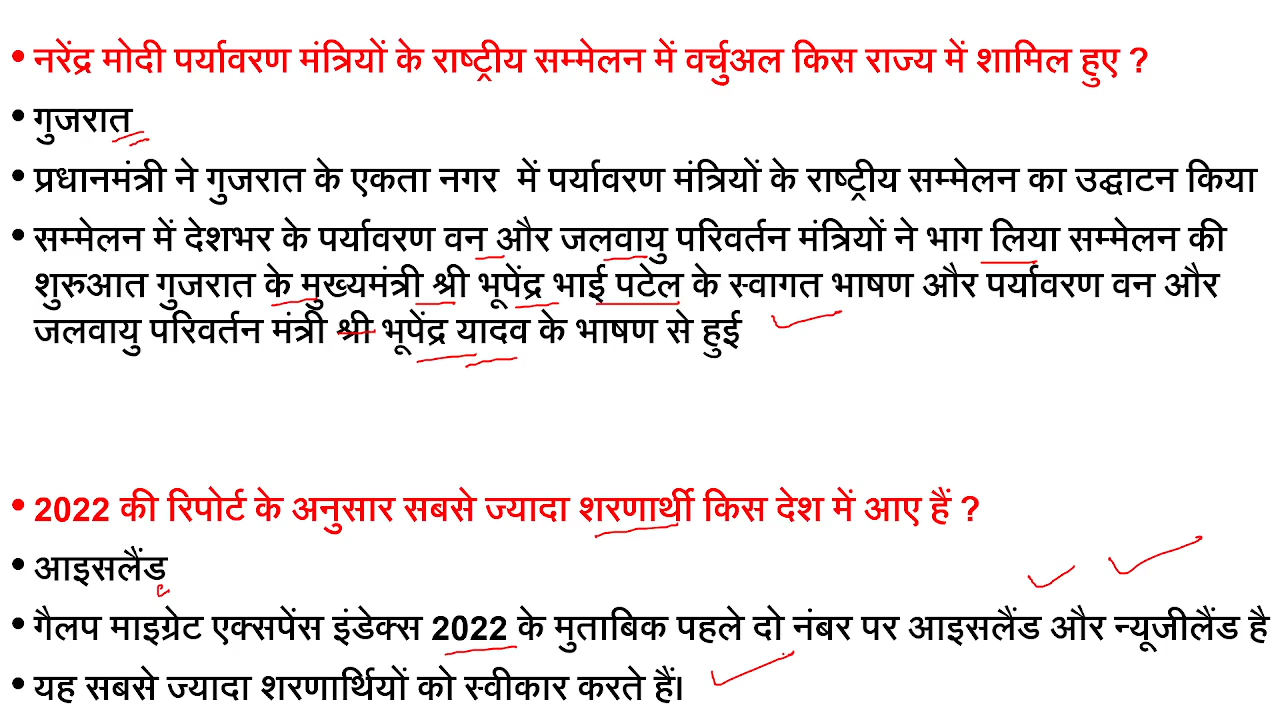 • नरेंद्र मोदी पर्यावरण मंत्रियों के राष्ट्रीय सम्मेलन में वर्चुअल किस राज्य में शामिल हुए ?
• गुजरात
• प्रधानमंत्री ने गुजरात के एकता नगर में पर्यावरण मंत्रियों के राष्ट्रीय सम्मेलन का उद्घाटन किया
• सम्मेलन में देशभर के पर्यावरण वन और जलवायु परिवर्तन मंत्रियों ने भाग लिया सम्मेलन की
शुरुआत गुजरात के मुख्यमंत्री श्री भूपेंद्र भाई पटेल के स्वागत भाषण और पर्यावरण वन और
जलवायु परिवर्तन मंत्री श्री भूपेंद्र यादव के भाषण से हुई
• 2022 की रिपोर्ट के अनुसार सबसे ज्यादा शरणार्थी किस देश में आए हैं ?
• आइसलैंड
• गैलप माइग्रेट एक्सपेंस इंडेक्स 2022 के मुताबिक पहले दो नंबर पर आइसलैंड और न्यूजीलैंड है
• यह सबसे ज्यादा शरणार्थियों को स्वीकार करते हैं।